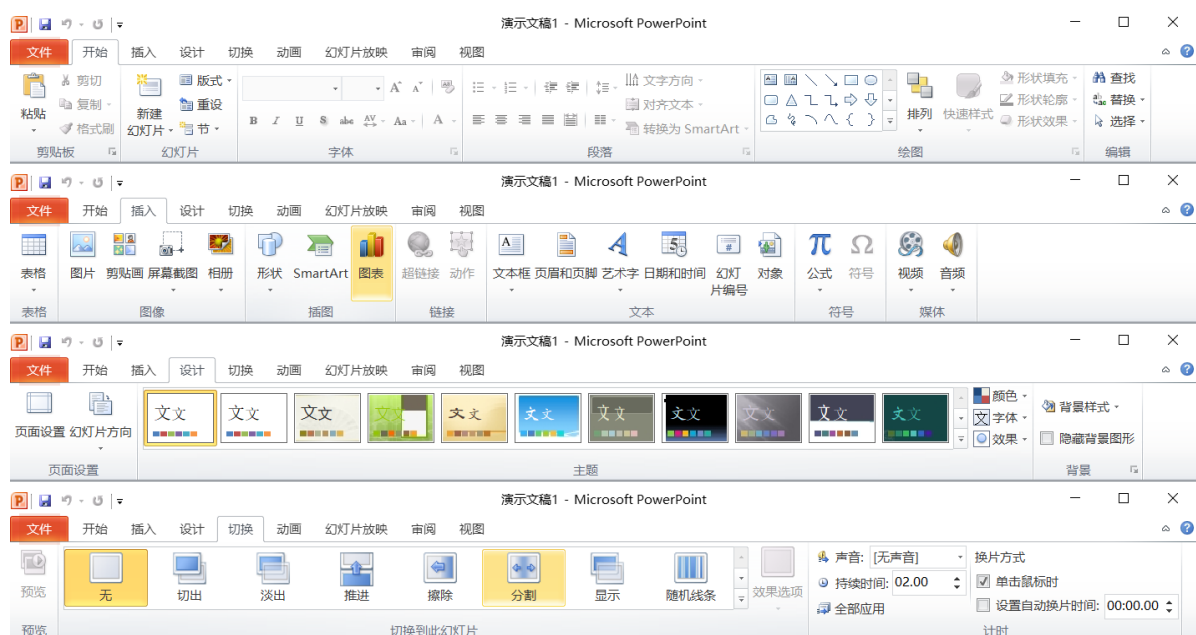 演示文稿1 - Microsoft PowerPoint
文件 开始 插入 设计 切换 动画 幻灯片放映 审阅 视图
粘贴 剪切 复制 格式刷 新建 幻灯片 版式 重设 节 B I U S abc AV Aa A 文字方向 对齐文本 转换为 SmartArt 排列 快速样式 形状填充 形状轮廓 形状效果 查找 替换 选择
剪贴板 幻灯片 字体 段落 绘图 编辑
演示文稿1 - Microsoft PowerPoint
文件 开始 插入 设计 切换 动画 幻灯片放映 审阅 视图
表格 图片 剪贴画 屏幕截图 相册 形状 SmartArt 图表 超链接 动作 文本框 页眉和页脚 艺术字 日期和时间 幻灯片编号 对象 公式 符号 视频 音频
表格 图像 插图 链接 文本 符号 媒体
演示文稿1 - Microsoft PowerPoint
文件 开始 插入 设计 切换 动画 幻灯片放映 审阅 视图
页面设置 幻灯片方向 文文 文文 文文 文文 文文 文文 文文 文文 文文 文文 文文 颜色 字体 效果 背景样式 隐藏背景图形
页面设置 主题 背景
演示文稿1 - Microsoft PowerPoint
文件 开始 插入 设计 切换 动画 幻灯片放映 审阅 视图
预览 无 切出 淡出 推进 擦除 分割 显示 随机线条 效果选项
声音: [无声音] 换片方式
持续时间: 02.00 单击鼠标时
全部应用 设置自动换片时间: 00:00.00
预览 切换到此幻灯片 计时